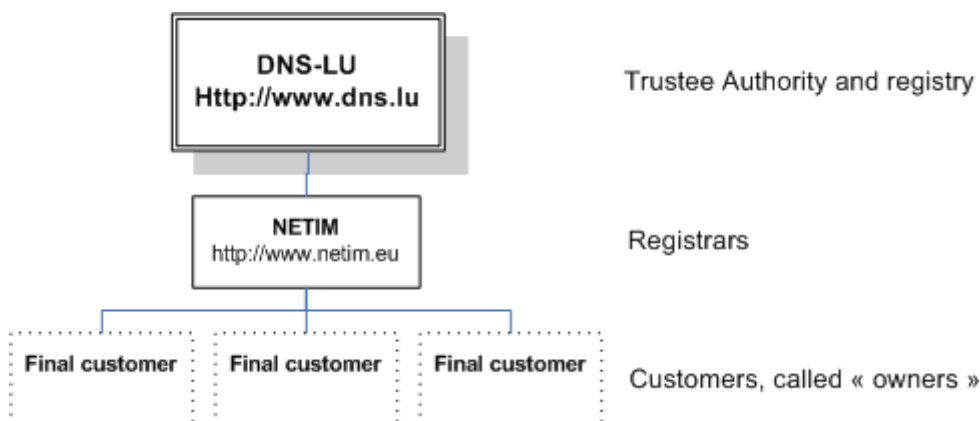 DNS-LU
Http://www.dns.lu
Trustee Authority and registry
NETIM
http://www.netim.eu
Registrars
Final customer
Final customer
Final customer
Customers, called « owners »